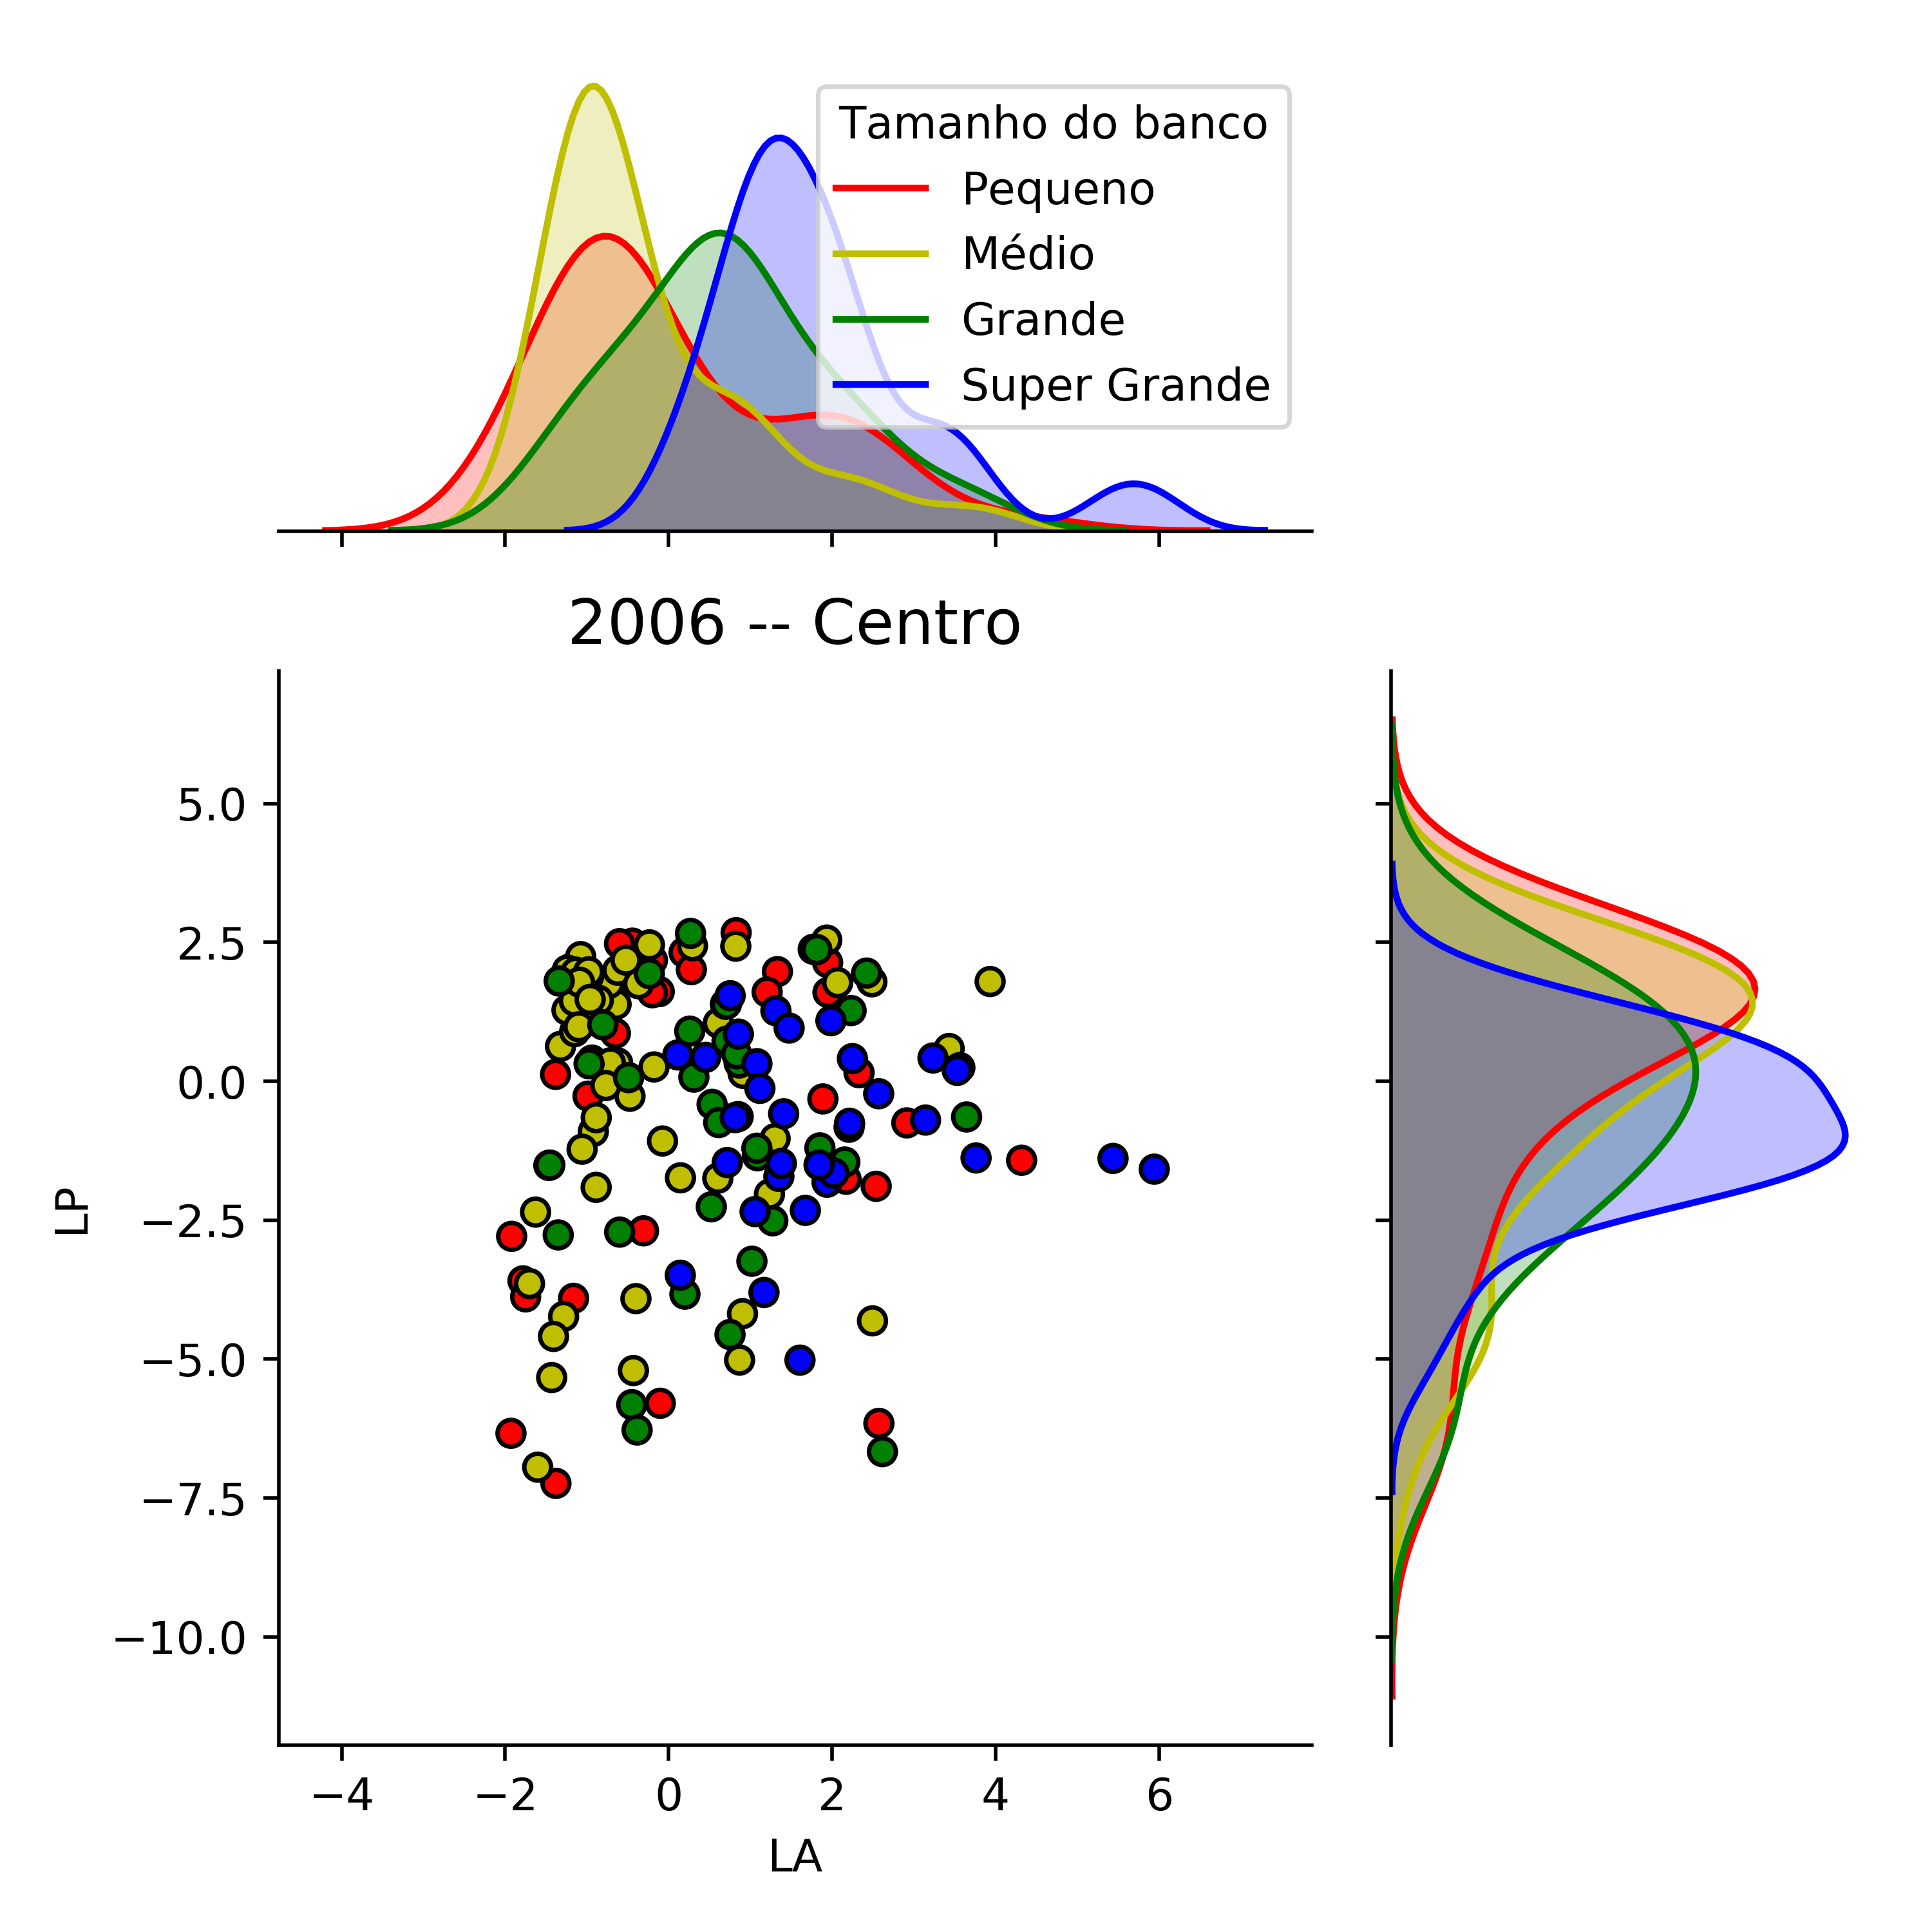 Tamanho do banco
Pequeno
Médio
Grande
Super Grande
2006 -- Centro
5.0
2.5
0.0
−2.5
−5.0
−7.5
−10.0
LP
−4 −2 0 2 4 6
LA